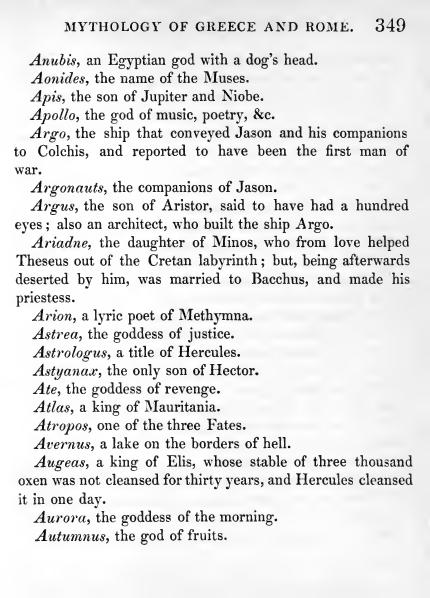 MYTHOLOGY OF GREECE AND ROME. 349
Anubis, an Egyptian god with a dog's head.
Aonides, the name of the Muses.
Apis, the son of Jupiter and Niobe.
Apollo, the god of music, poetry, &c.
Argo, the ship that conveyed Jason and his companions
to Colchis, and reported to have been the first man of
war.
Argonauts, the companions of Jason.
Argus, the son of Aristor, said to have had a hundred
eyes; also an architect, who built the ship Argo.
Ariadne, the daughter of Minos, who from love helped
Theseus out of the Cretan labyrinth; but, being afterwards
deserted by him, was married to Bacchus, and made his
priestess.
Arion, a lyric poet of Methymna.
Astrea, the goddess of justice.
Astrologus, a title of Hercules.
Astyanax, the only son of Hector.
Ate, the goddess of revenge.
Atlas, a king of Mauritania.
Atropos, one of the three Fates.
Avernus, a lake on the borders of hell.
Augeas, a king of Elis, whose stable of three thousand
oxen was not cleansed for thirty years, and Hercules cleansed
it in one day.
Aurora, the goddess of the morning.
Autumnus, the god of fruits.